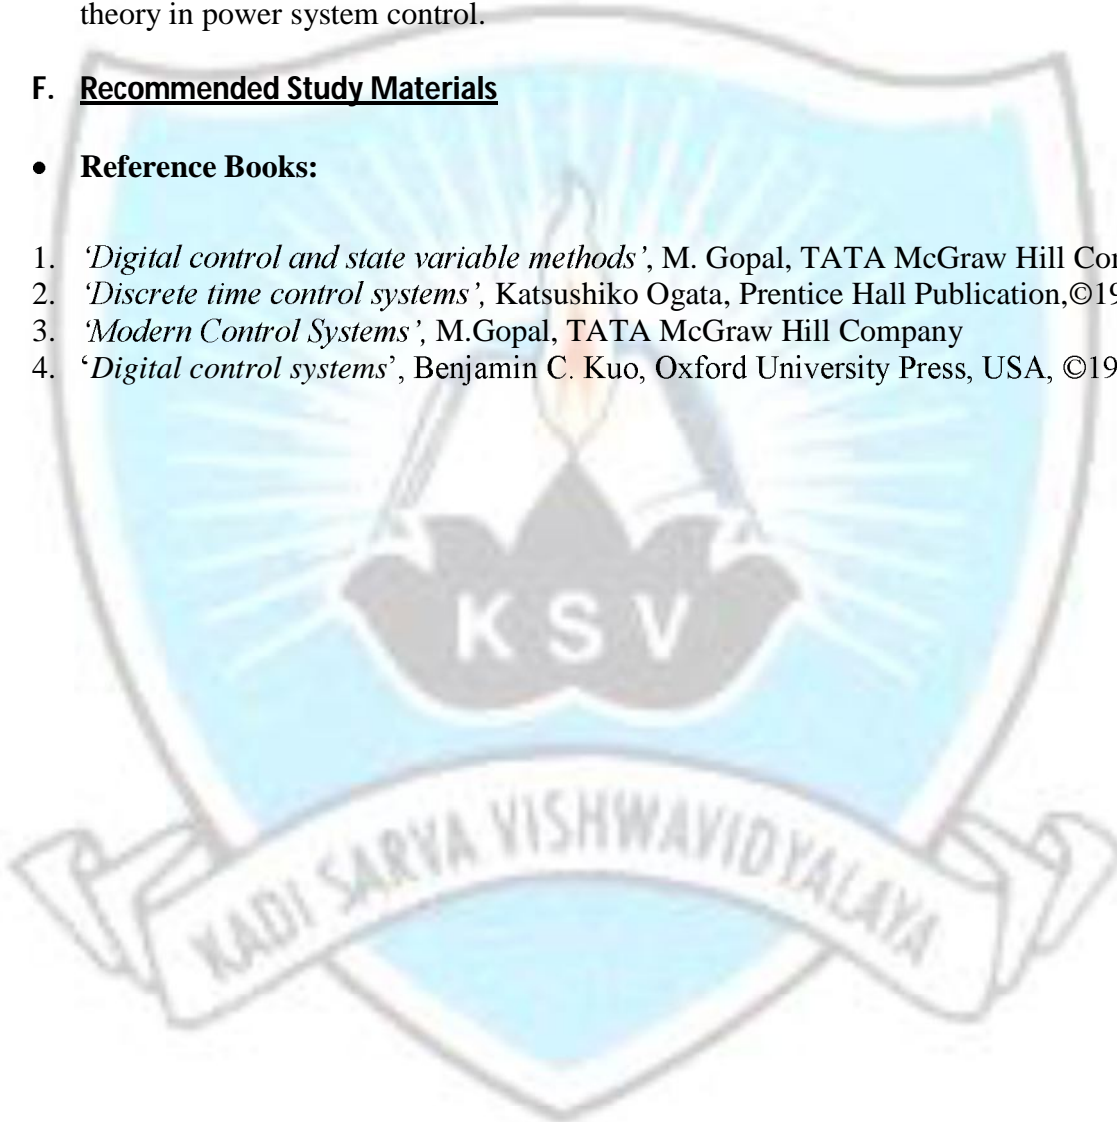 theory in power system control.
F. Recommended Study Materials
• Reference Books:
1. ‘Digital control and state variable methods’, M. Gopal, TATA McGraw Hill
2. ‘Discrete time control systems’, Katsushiko Ogata, Prentice Hall Publication,©19
3. ‘Modern Control Systems’, M.Gopal, TATA McGraw Hill Company
4. ‘Digital control systems’, Benjamin C. Kuo, Oxford University Press, USA, ©19
K S V
KADI SARVA VISHWAVIDYALAYA